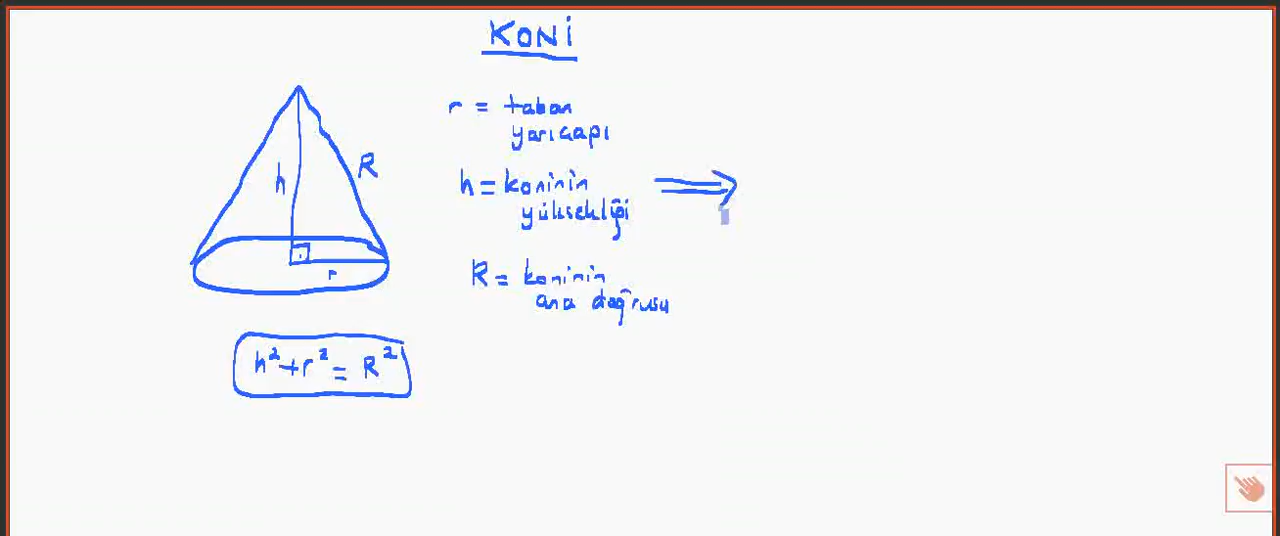 KONİ
r = taban
yarıçapı
h = koninin
yüksekliği
R = koninin
ana doğrusu
h
R
r
h² + r² = R²